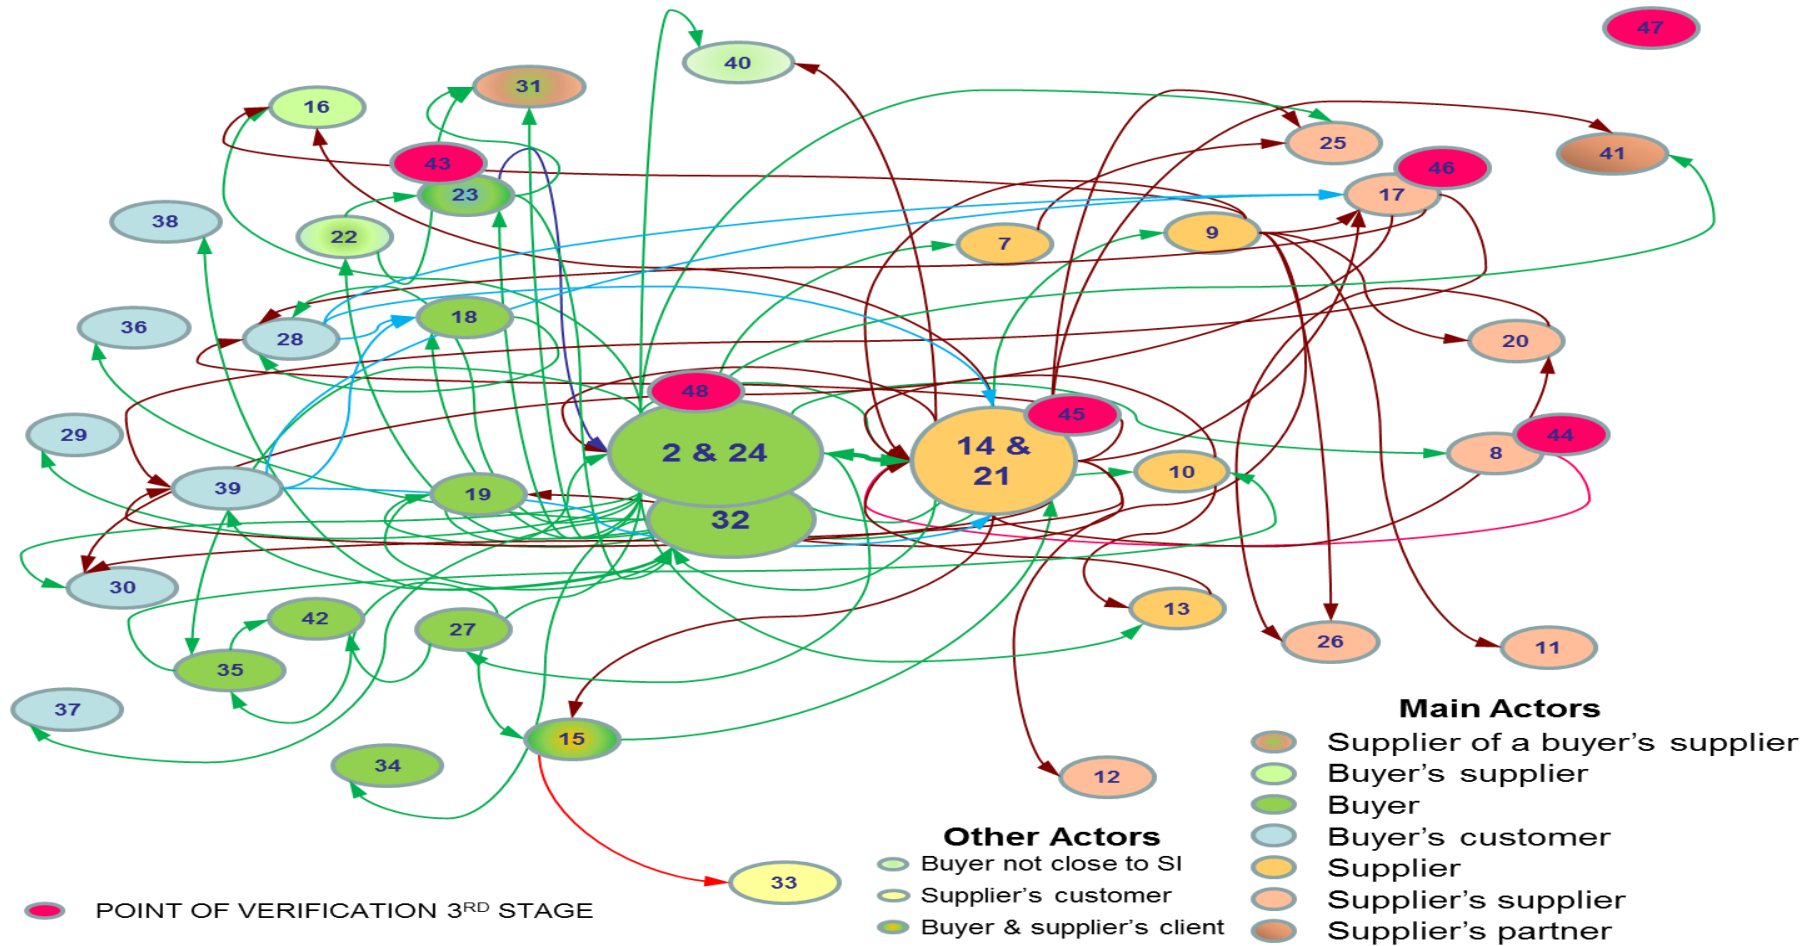 47
40
31
16
25
41
43
46
23
17
38
22
7
9
18
36
28
20
48
45
29
2 & 24
14 &
21
8
44
39
19
10
32
30
42
27
13
35
26
11
37
15
34
12
33
Main Actors
Supplier of a buyer's supplier
Buyer's supplier
Buyer
Buyer's customer
Supplier
Supplier's supplier
Supplier's partner
Other Actors
Buyer not close to SI
Supplier's customer
Buyer & supplier's client
POINT OF VERIFICATION 3RD STAGE